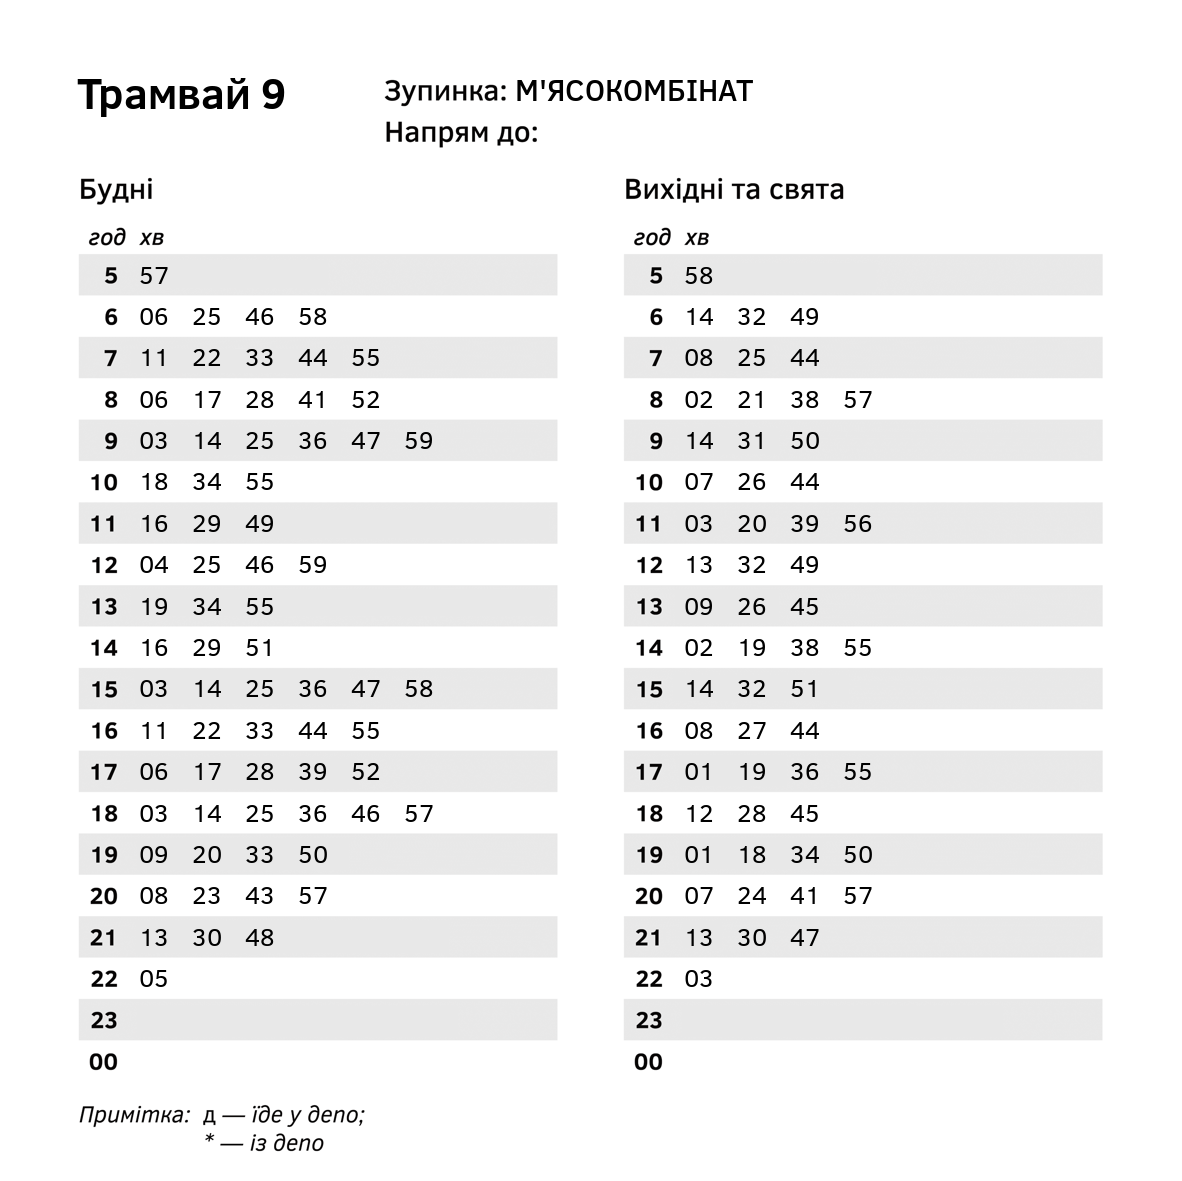 Трамвай 9
Зупинка: М'ЯСОКОМБІНАТ
Напрям до:
Будні
год хв
5 57
6 06 25 46 58
7 11 22 33 44 55
8 06 17 28 41 52
9 03 14 25 36 47 59
10 18 34 55
11 16 29 49
12 04 25 46 59
13 19 34 55
14 16 29 51
15 03 14 25 36 47 58
16 11 22 33 44 55
17 06 17 28 39 52
18 03 14 25 36 46 57
19 09 20 33 50
20 08 23 43 57
21 13 30 48
22 05
23
00
Вихідні та свята
год хв
5 58
6 14 32 49
7 08 25 44
8 02 21 38 57
9 14 31 50
10 07 26 44
11 03 20 39 56
12 13 32 49
13 09 26 45
14 02 19 38 55
15 14 32 51
16 08 27 44
17 01 19 36 55
18 12 28 45
19 01 18 34 50
20 07 24 41 57
21 13 30 47
22 03
23
00
Примітка: д — їде у депо;
* — із депо